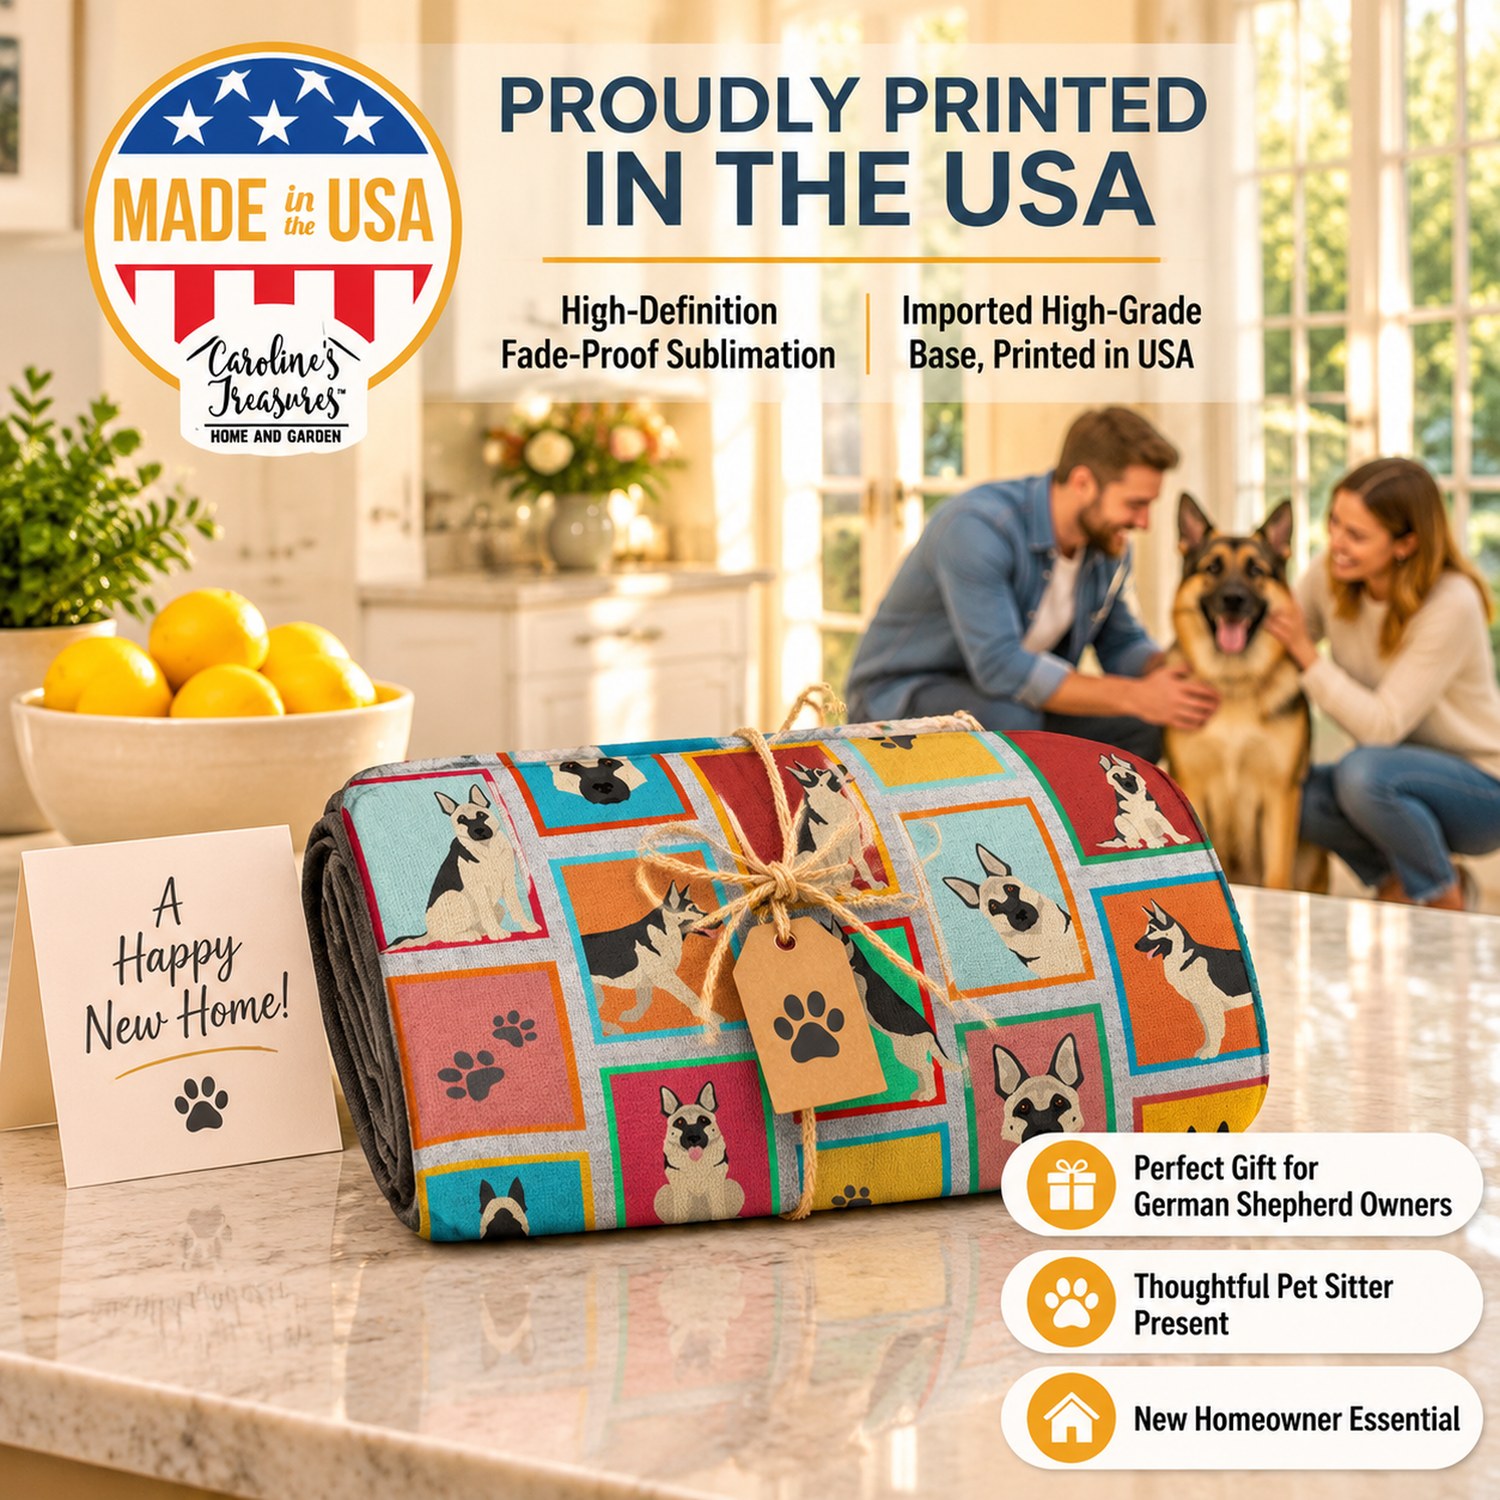 MADE in the USA
Caroline's
Treasures™
HOME AND GARDEN
PROUDLY PRINTED
IN THE USA
High-Definition
Fade-Proof Sublimation
Imported High-Grade
Base, Printed in USA
A
Happy
New Home!
Perfect Gift for
German Shepherd Owners
Thoughtful Pet Sitter
Present
New Homeowner Essential